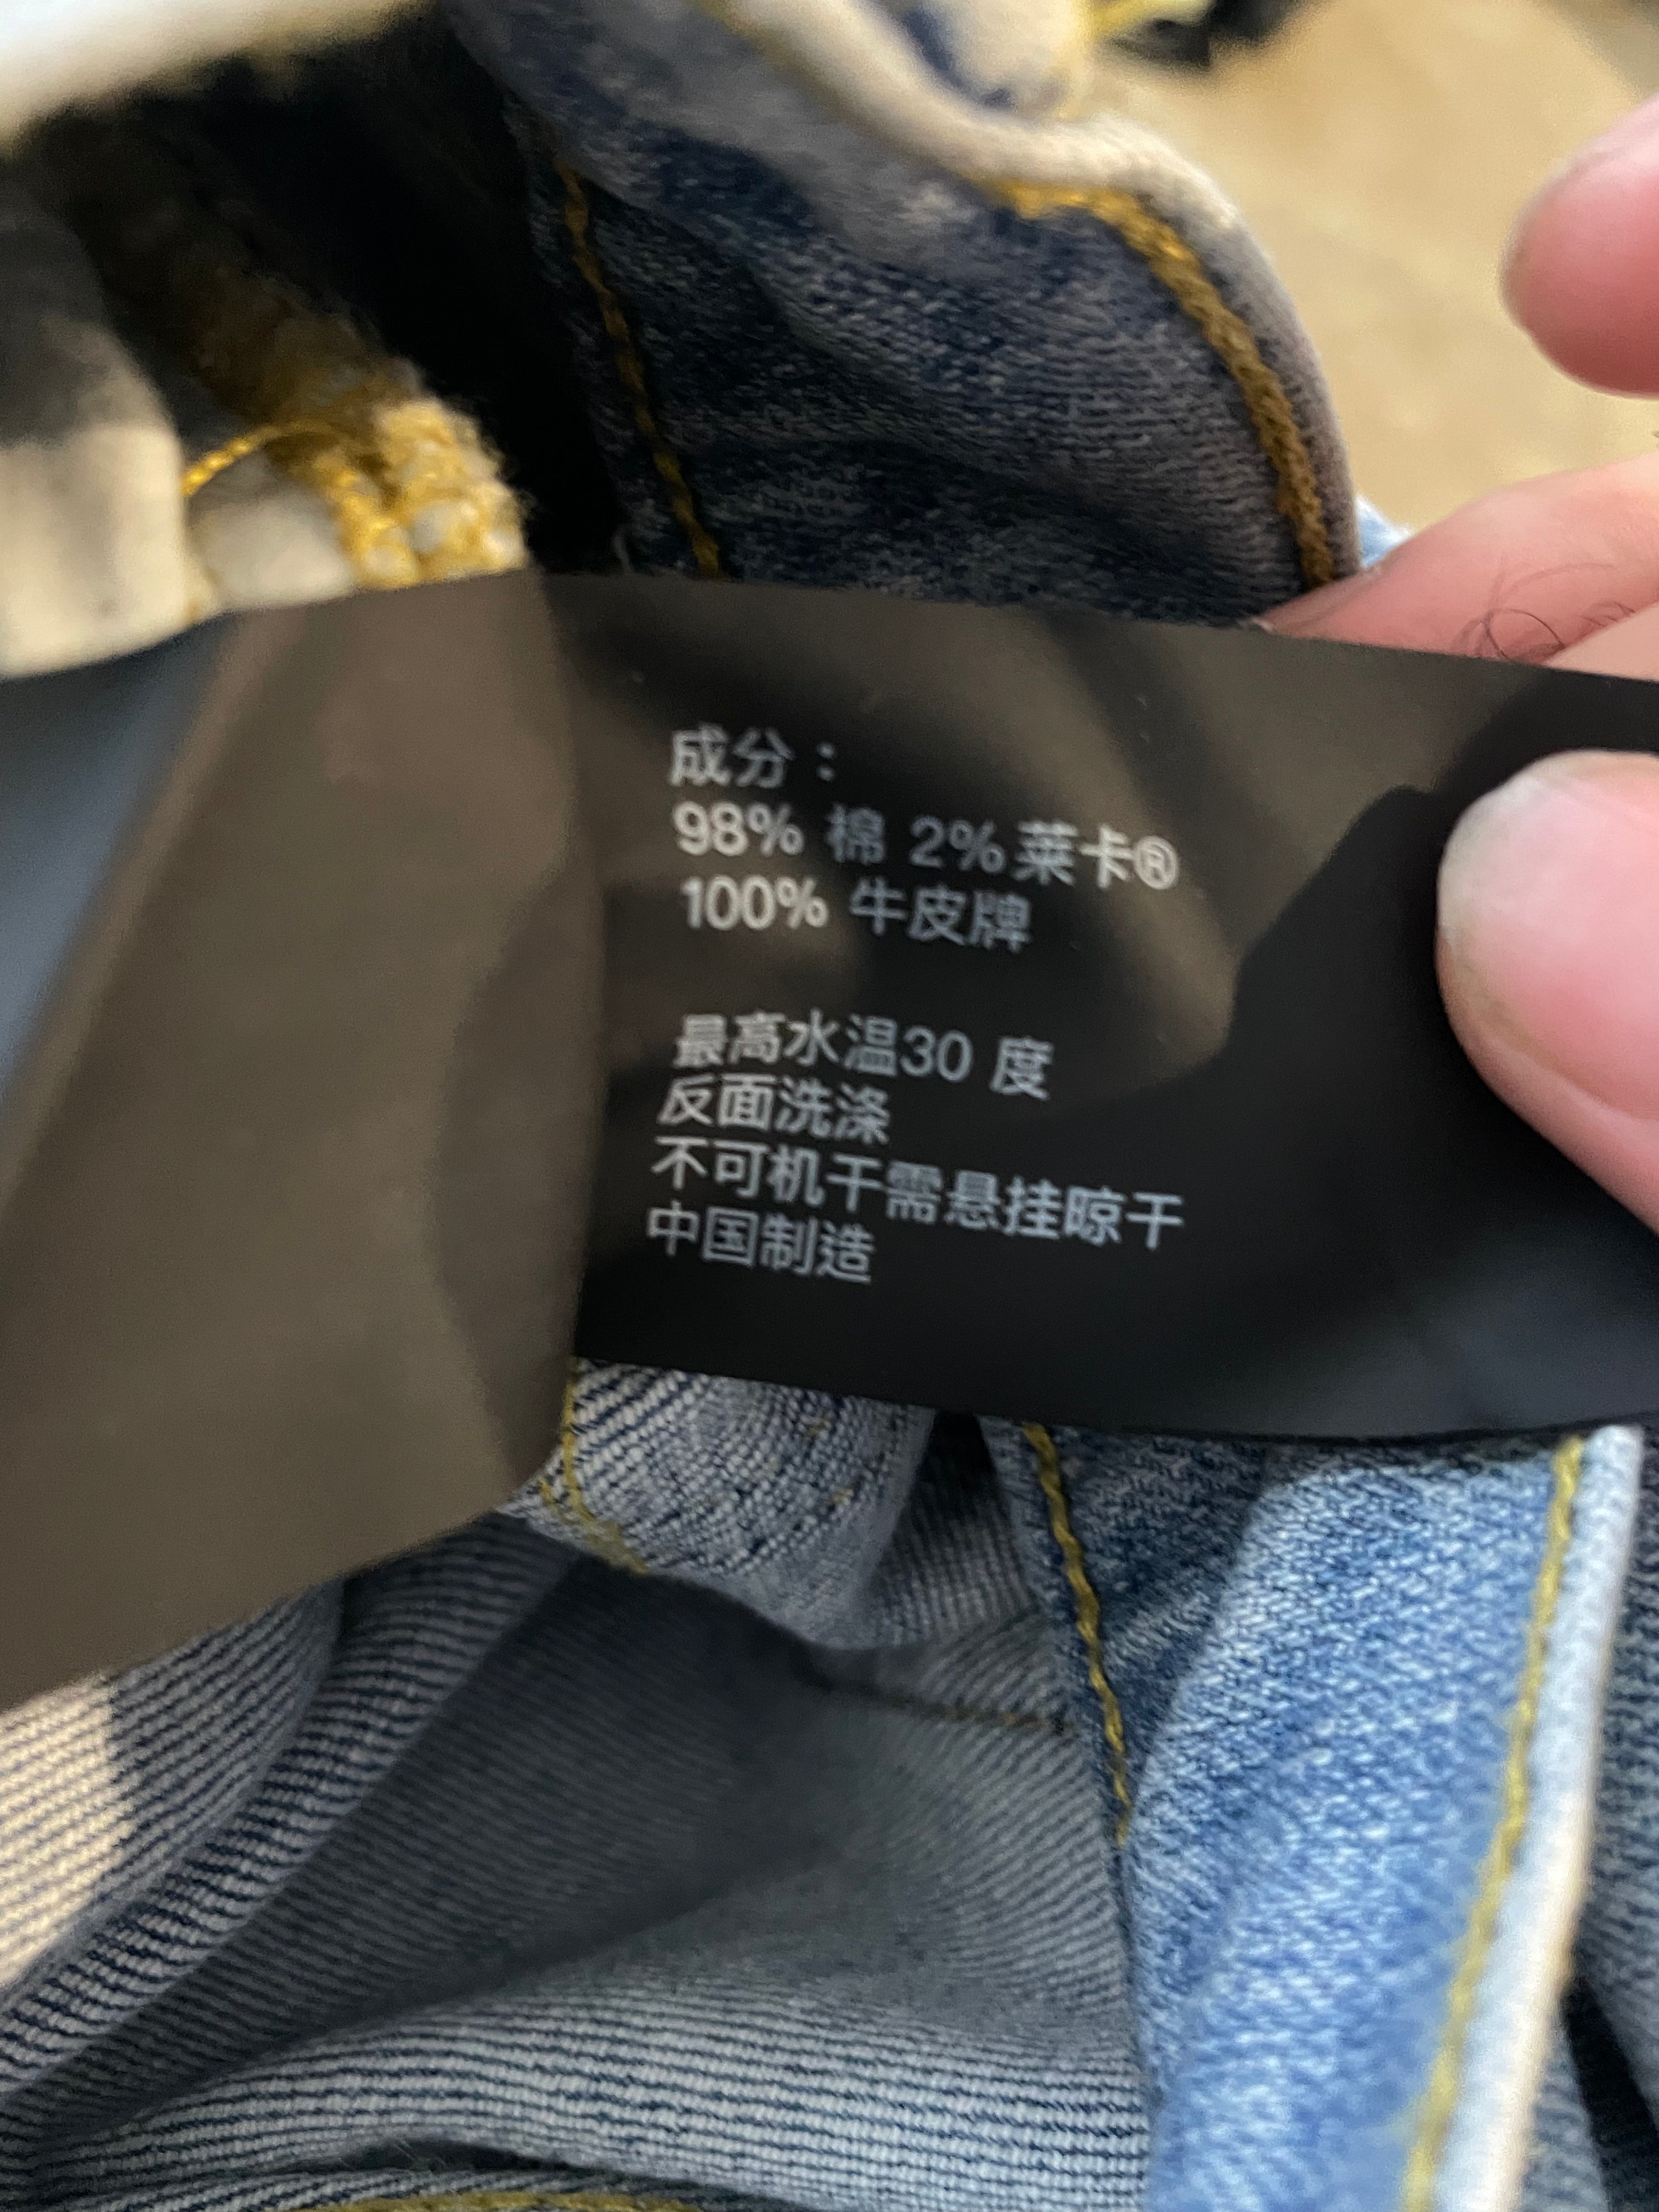 成分：
98% 棉 2%莱卡®
100% 牛皮牌
最高水温30 度
反面洗涤
不可机干需悬挂晾干
中国制造